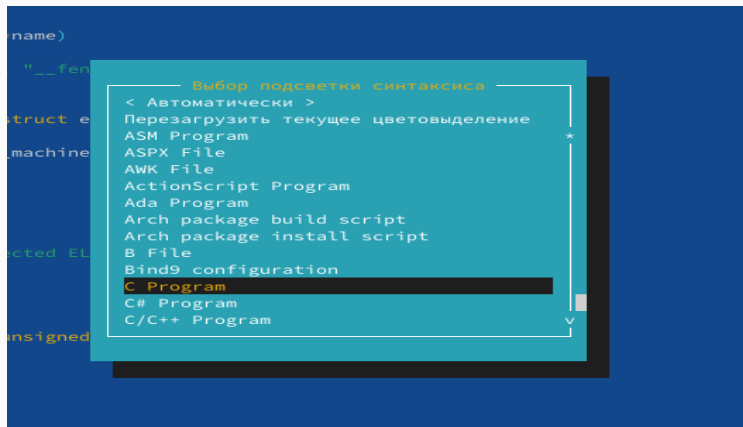 name)
"__fen
Выбор подсветки синтаксиса
< Автоматически >
struct e
Перезагрузить текущее цветовыделение
ASM Program *
_machine
ASPX File
AWK File
ActionScript Program
Ada Program
Arch package build script
Arch package install script
ected EL
B File
Bind9 configuration
C Program
C# Program
C/C++ Program v
unsigned